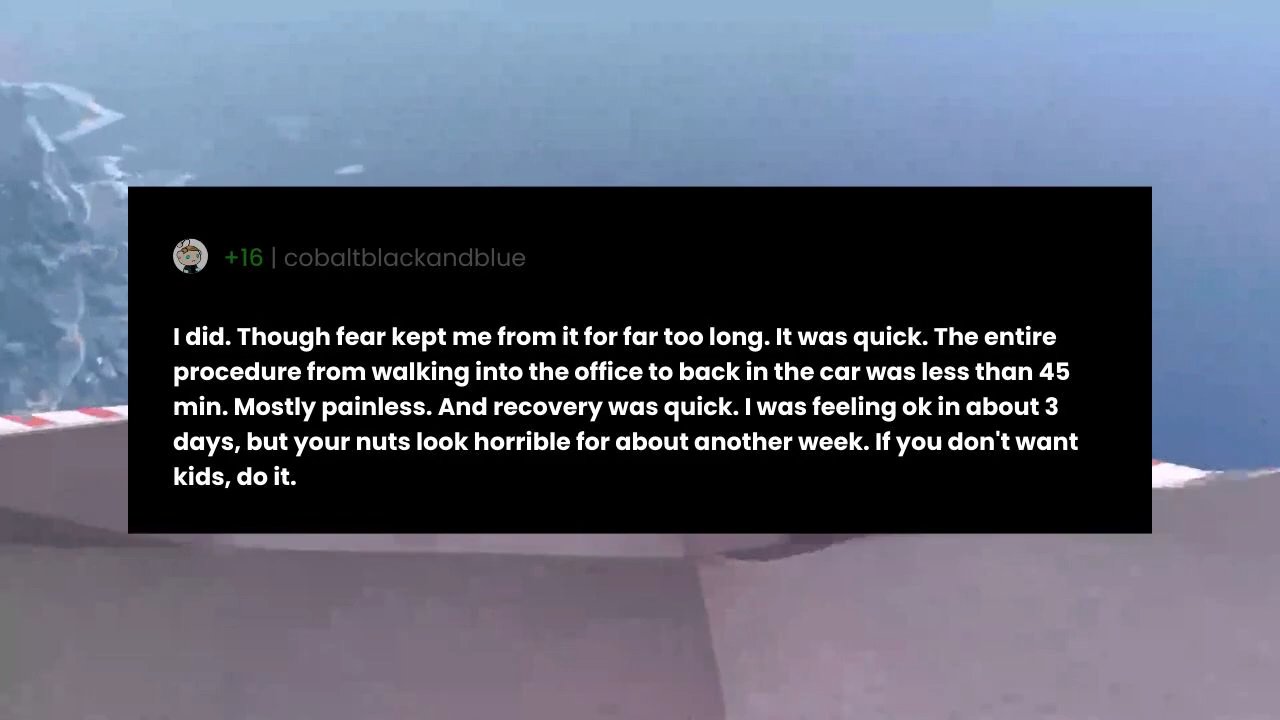 +16 | cobaltblackandblue
I did. Though fear kept me from it for far too long. It was quick. The entire
procedure from walking into the office to back in the car was less than 45
min. Mostly painless. And recovery was quick. I was feeling ok in about 3
days, but your nuts look horrible for about another week. If you don't want
kids, do it.